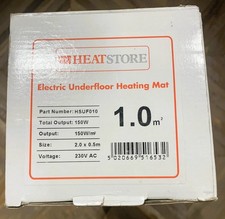 HEATSTORE
Electric Underfloor Heating Mat
Part Number: HSUF010
Total Output: 150W
Output: 150W/m²
Size: 2.0 x 0.5m
Voltage: 230V AC
1.0m²
5020669516532